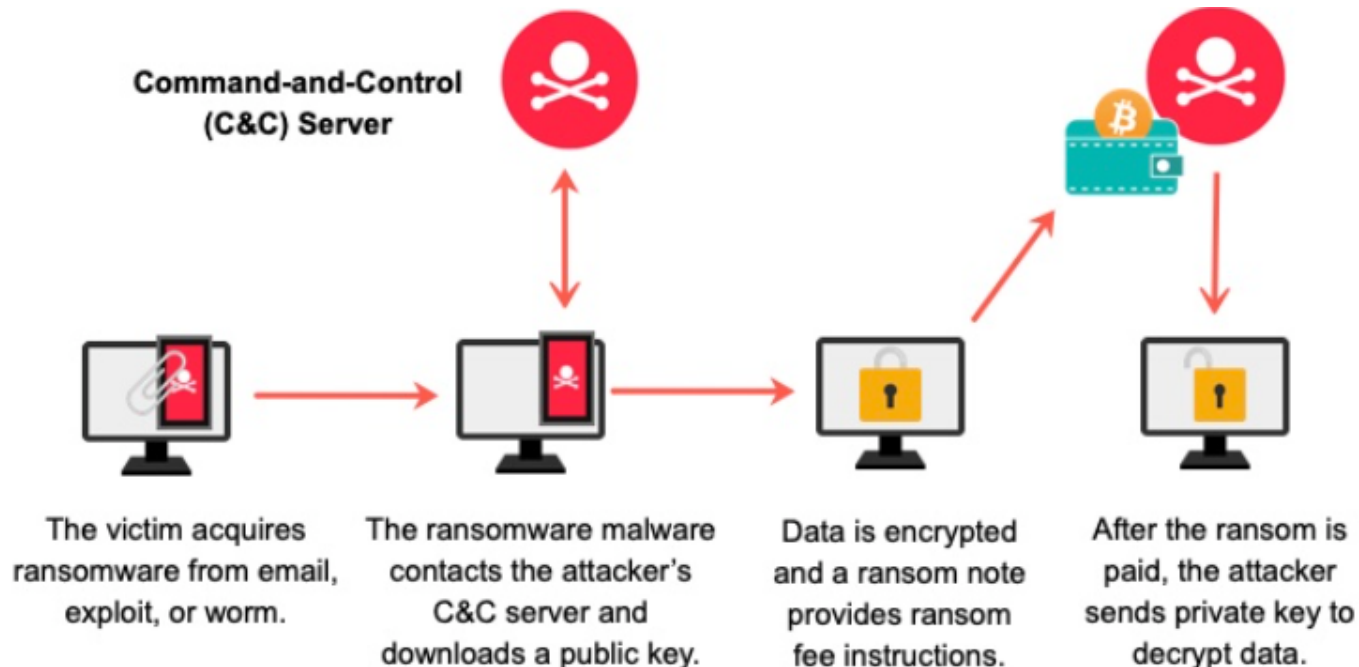 Command-and-Control
(C&C) Server
The victim acquires
ransomware from email,
exploit, or worm.
The ransomware malware
contacts the attacker's
C&C server and
downloads a public key.
Data is encrypted
and a ransom note
provides ransom
fee instructions.
After the ransom is
paid, the attacker
sends private key to
decrypt data.